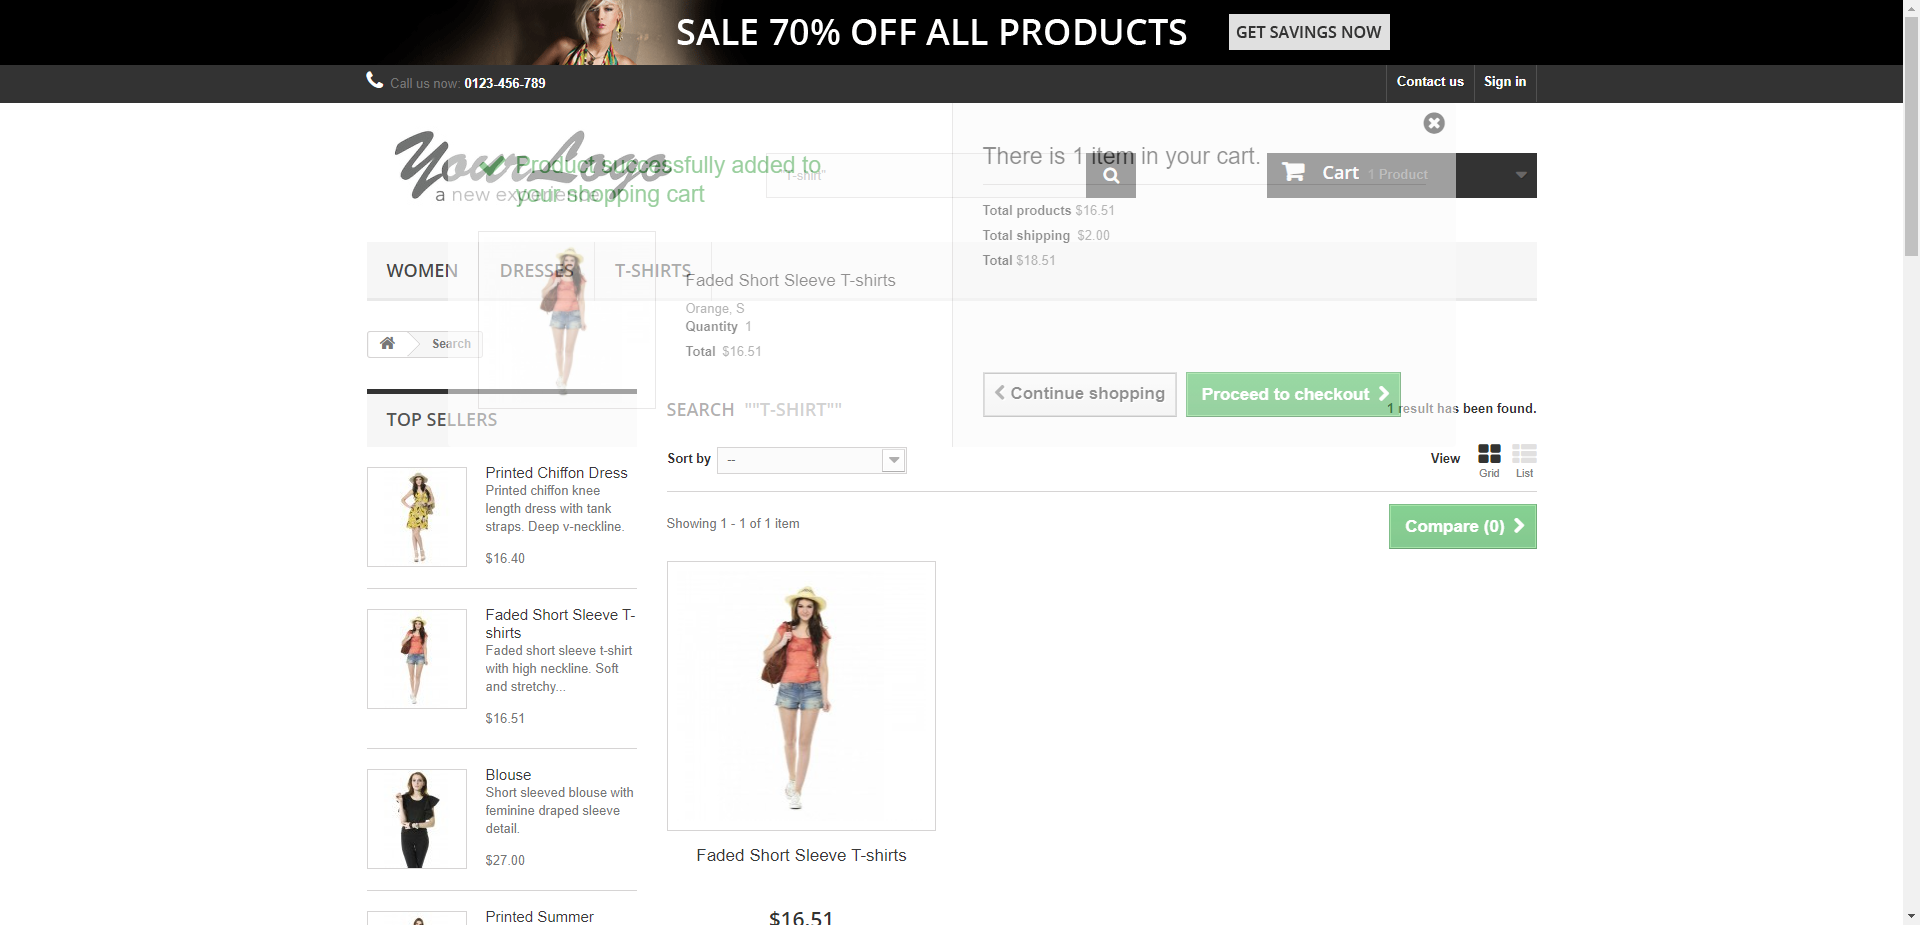 SALE 70% OFF ALL PRODUCTS
GET SAVINGS NOW
Call us now: 0123-456-789
Contact us
Sign in
Your Logo
a new experience
Product successfully added to
your shopping cart
"T-shirt"
There is 1 item in your cart.
Cart 1 Product
Total products $16.51
Total shipping $2.00
Total $18.51
WOMEN
DRESSES
T-SHIRTS
Faded Short Sleeve T-shirts
Orange, S
Quantity 1
Total $16.51
Search
Continue shopping
Proceed to checkout
TOP SELLERS
SEARCH ""T-SHIRT""
1 result has been found.
Sort by --
View
Grid
List
Printed Chiffon Dress
Printed chiffon knee
length dress with tank
straps. Deep v-neckline.
$16.40
Showing 1 - 1 of 1 item
Compare (0)
Faded Short Sleeve T-
shirts
Faded short sleeve t-shirt
with high neckline. Soft
and stretchy...
$16.51
Blouse
Short sleeved blouse with
feminine draped sleeve
detail.
$27.00
Printed Summer
Faded Short Sleeve T-shirts
$16.51